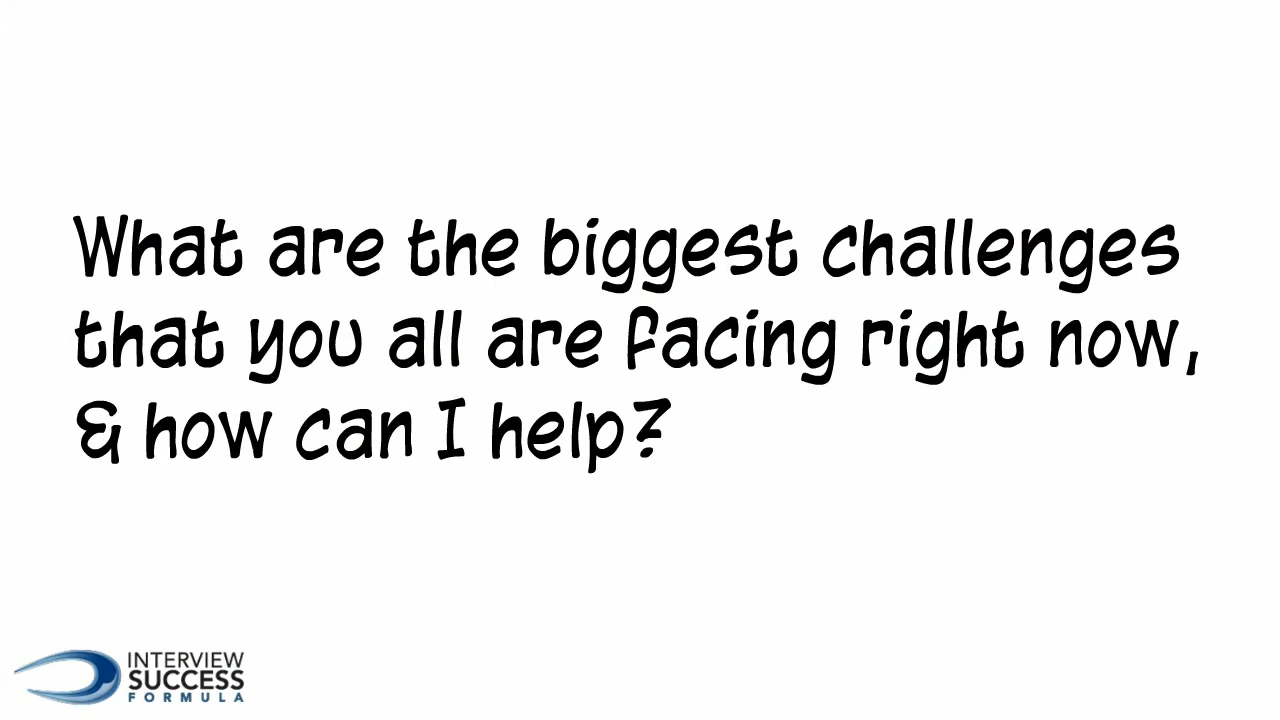 What are the biggest challenges
that you all are facing right now,
& how can I help?
INTERVIEW
SUCCESS
FORMULA